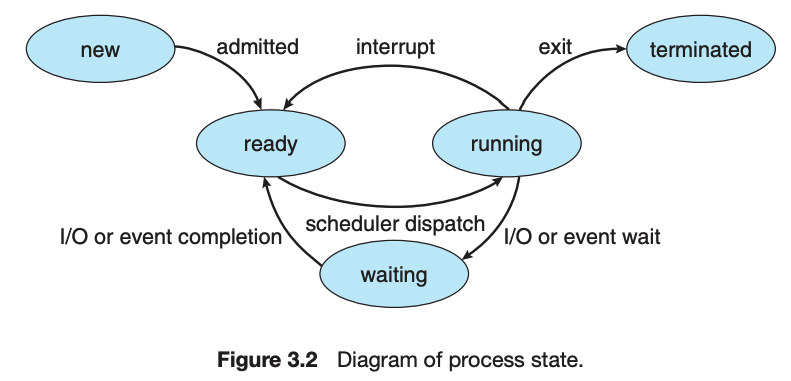 new
admitted
interrupt
exit
terminated
ready
running
I/O or event completion
scheduler dispatch
I/O or event wait
waiting
Figure 3.2 Diagram of process state.